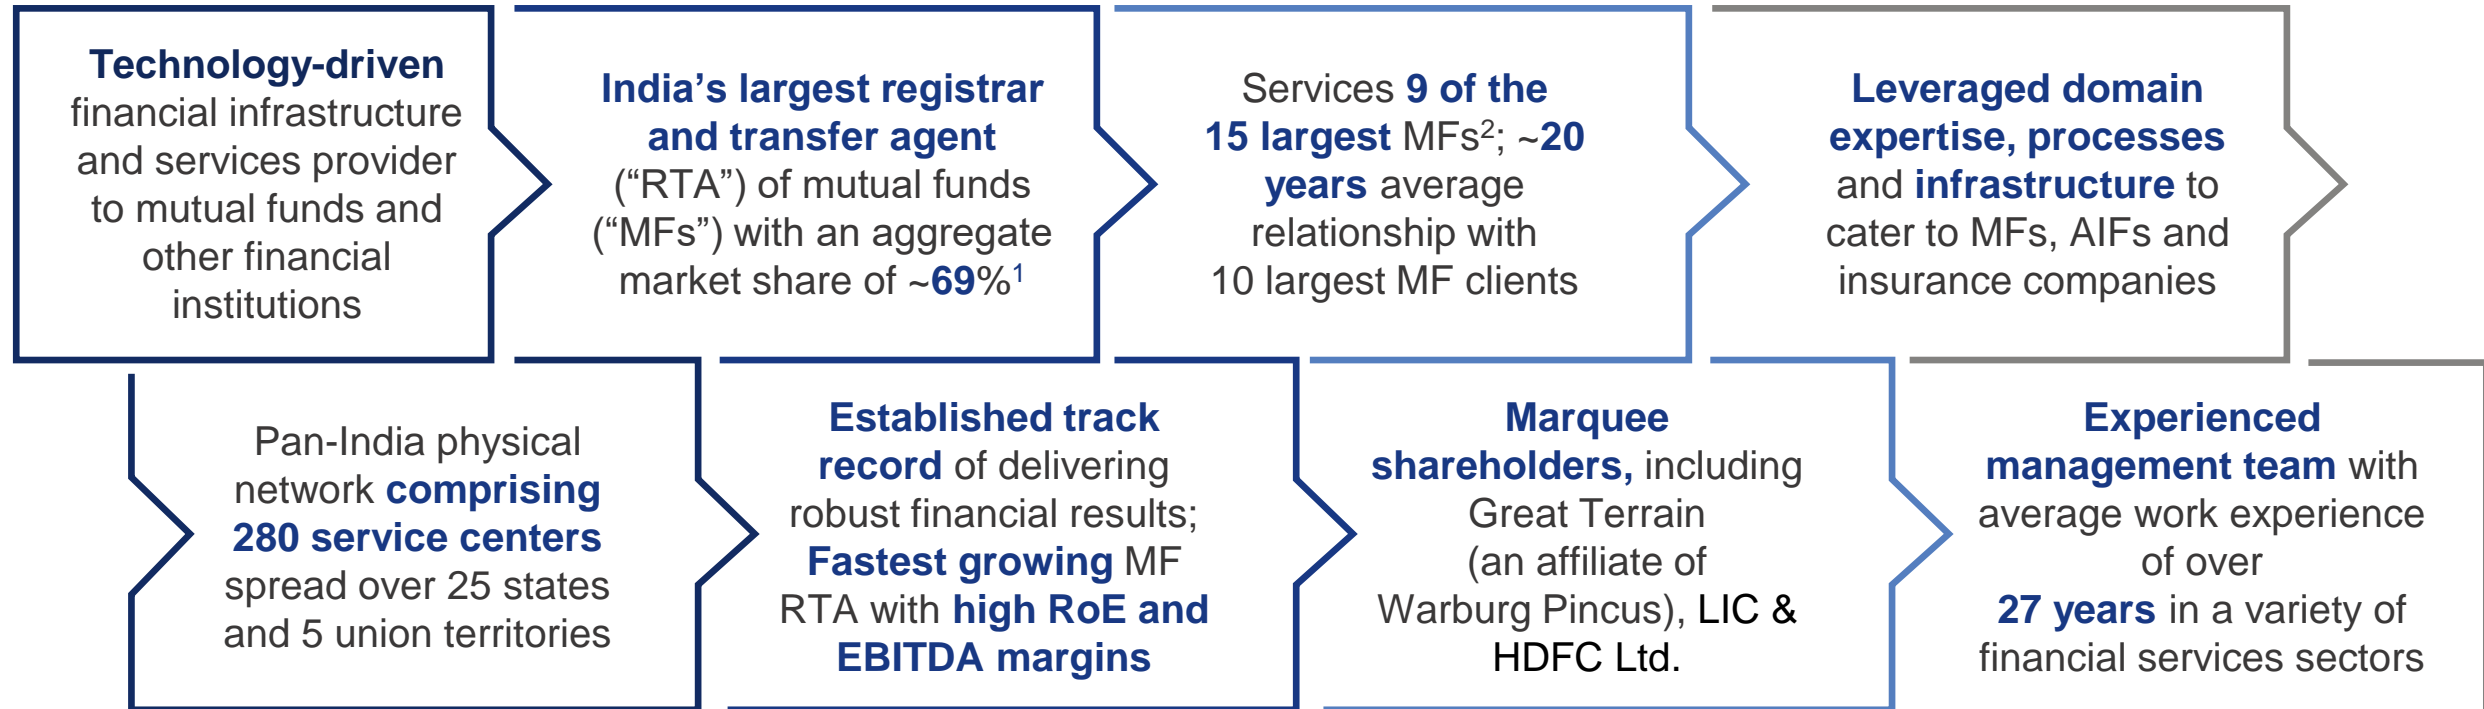 Technology-driven
financial infrastructure
and services provider
to mutual funds and
other financial
institutions
India’s largest registrar
and transfer agent
(“RTA”) of mutual funds
(“MFs”) with an aggregate
market share of ~69%¹
Services 9 of the
15 largest MFs²; ~20
years average
relationship with
10 largest MF clients
Leveraged domain
expertise, processes
and infrastructure to
cater to MFs, AIFs and
insurance companies
Pan-India physical
network comprising
280 service centers
spread over 25 states
and 5 union territories
Established track
record of delivering
robust financial results;
Fastest growing MF
RTA with high RoE and
EBITDA margins
Marquee
shareholders, including
Great Terrain
(an affiliate of
Warburg Pincus), LIC &
HDFC Ltd.
Experienced
management team with
average work experience
of over
27 years in a variety of
financial services sectors